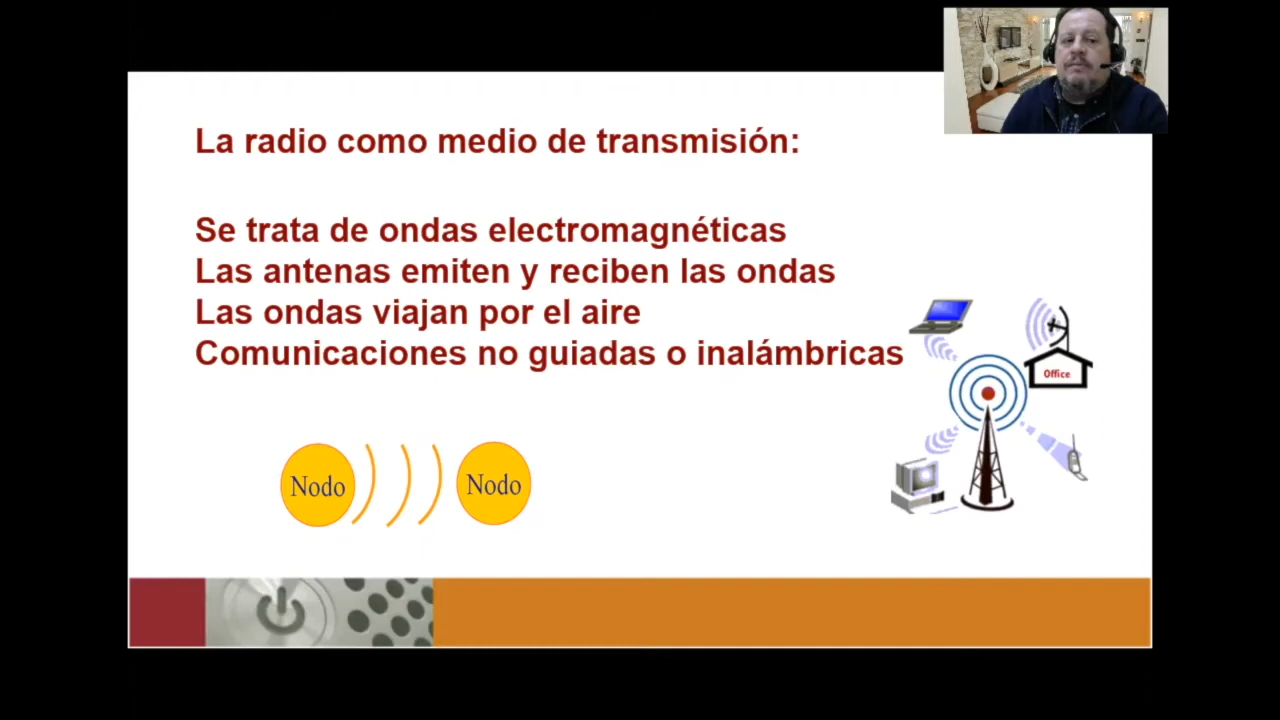 La radio como medio de transmisión:
Se trata de ondas electromagnéticas
Las antenas emiten y reciben las ondas
Las ondas viajan por el aire
Comunicaciones no guiadas o inalámbricas
Office
Nodo
Nodo